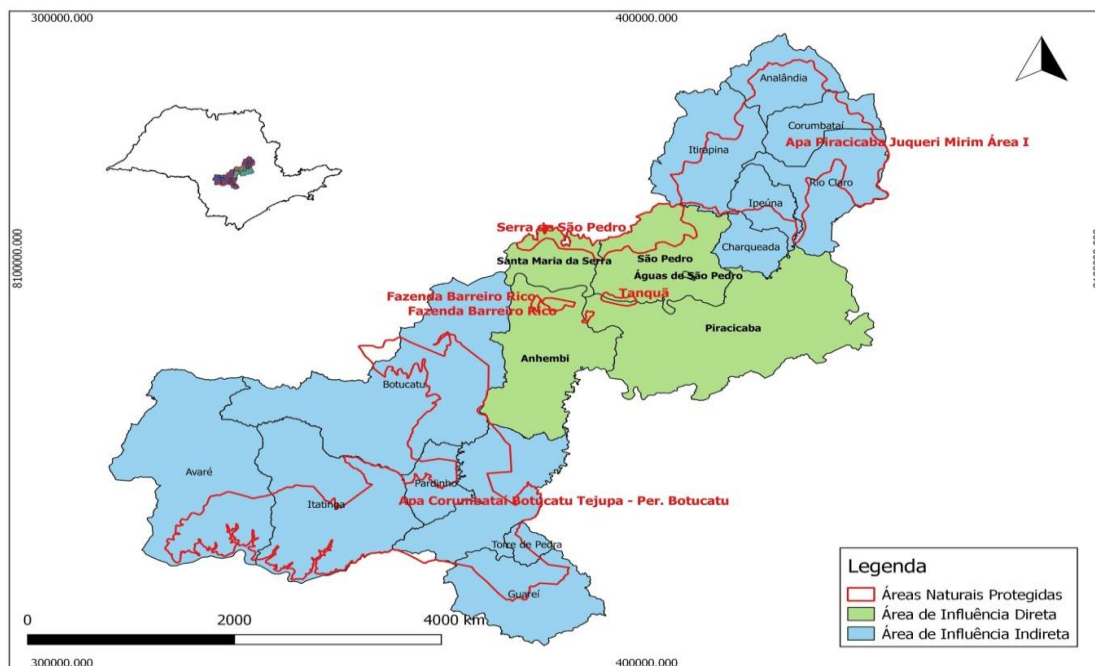 300000.000
400000.000
Analândia
Corumbataí
Apa Piracicaba Juqueri Mirim Área I
Itirapina
Rio Claro
Ipeúna
Serra de São Pedro
Charqueada
Santa Maria da Serra
São Pedro
Águas de São Pedro
8100000.000
Fazenda Barreiro Rico
Tanquã
Fazenda Barreiro Rico
Piracicaba
Anhembi
Botucatu
Avaré
Pardinho
Itatinga
Apa Corumbataí Botucatu Tejupa - Per. Botucatu
Torre de Pedra
Guareí
Legenda
Áreas Naturais Protegidas
Área de Influência Direta
Área de Influência Indireta
0
2000
4000 km
300000.000
400000.000